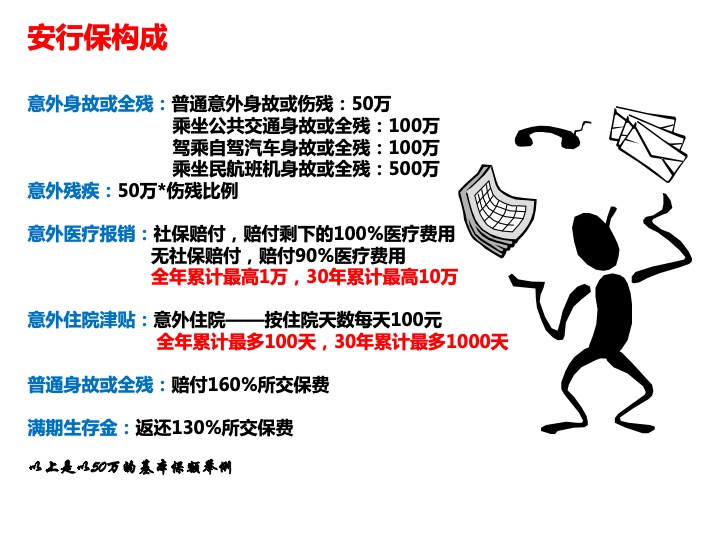 安行保构成
意外身故或全残：普通意外身故或伤残：50万
乘坐公共交通身故或全残：100万
驾乘自驾汽车身故或全残：100万
乘坐民航班机身故或全残：500万
意外残疾：50万*伤残比例
意外医疗报销：社保赔付，赔付剩下的100%医疗费用
无社保赔付，赔付90%医疗费用
全年累计最高1万，30年累计最高10万
意外住院津贴：意外住院——按住院天数每天100元
全年累计最多100天，30年累计最多1000天
普通身故或全残：赔付160%所交保费
满期生存金：返还130%所交保费
以上是以50万的基本保额举例